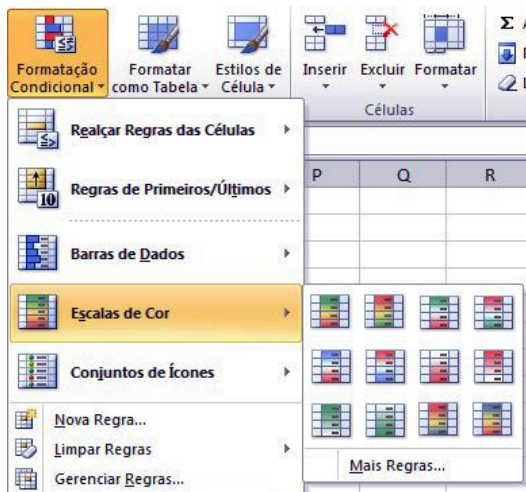 Formatação Condicional
Formatar como Tabela
Estilos de Célula
Inserir
Excluir
Formatar
Σ
Células
Realçar Regras das Células
P Q R
Regras de Primeiros/Últimos
10
Barras de Dados
Escalas de Cor
Conjuntos de Ícones
Nova Regra...
Limpar Regras
Mais Regras...
Gerenciar Regras...